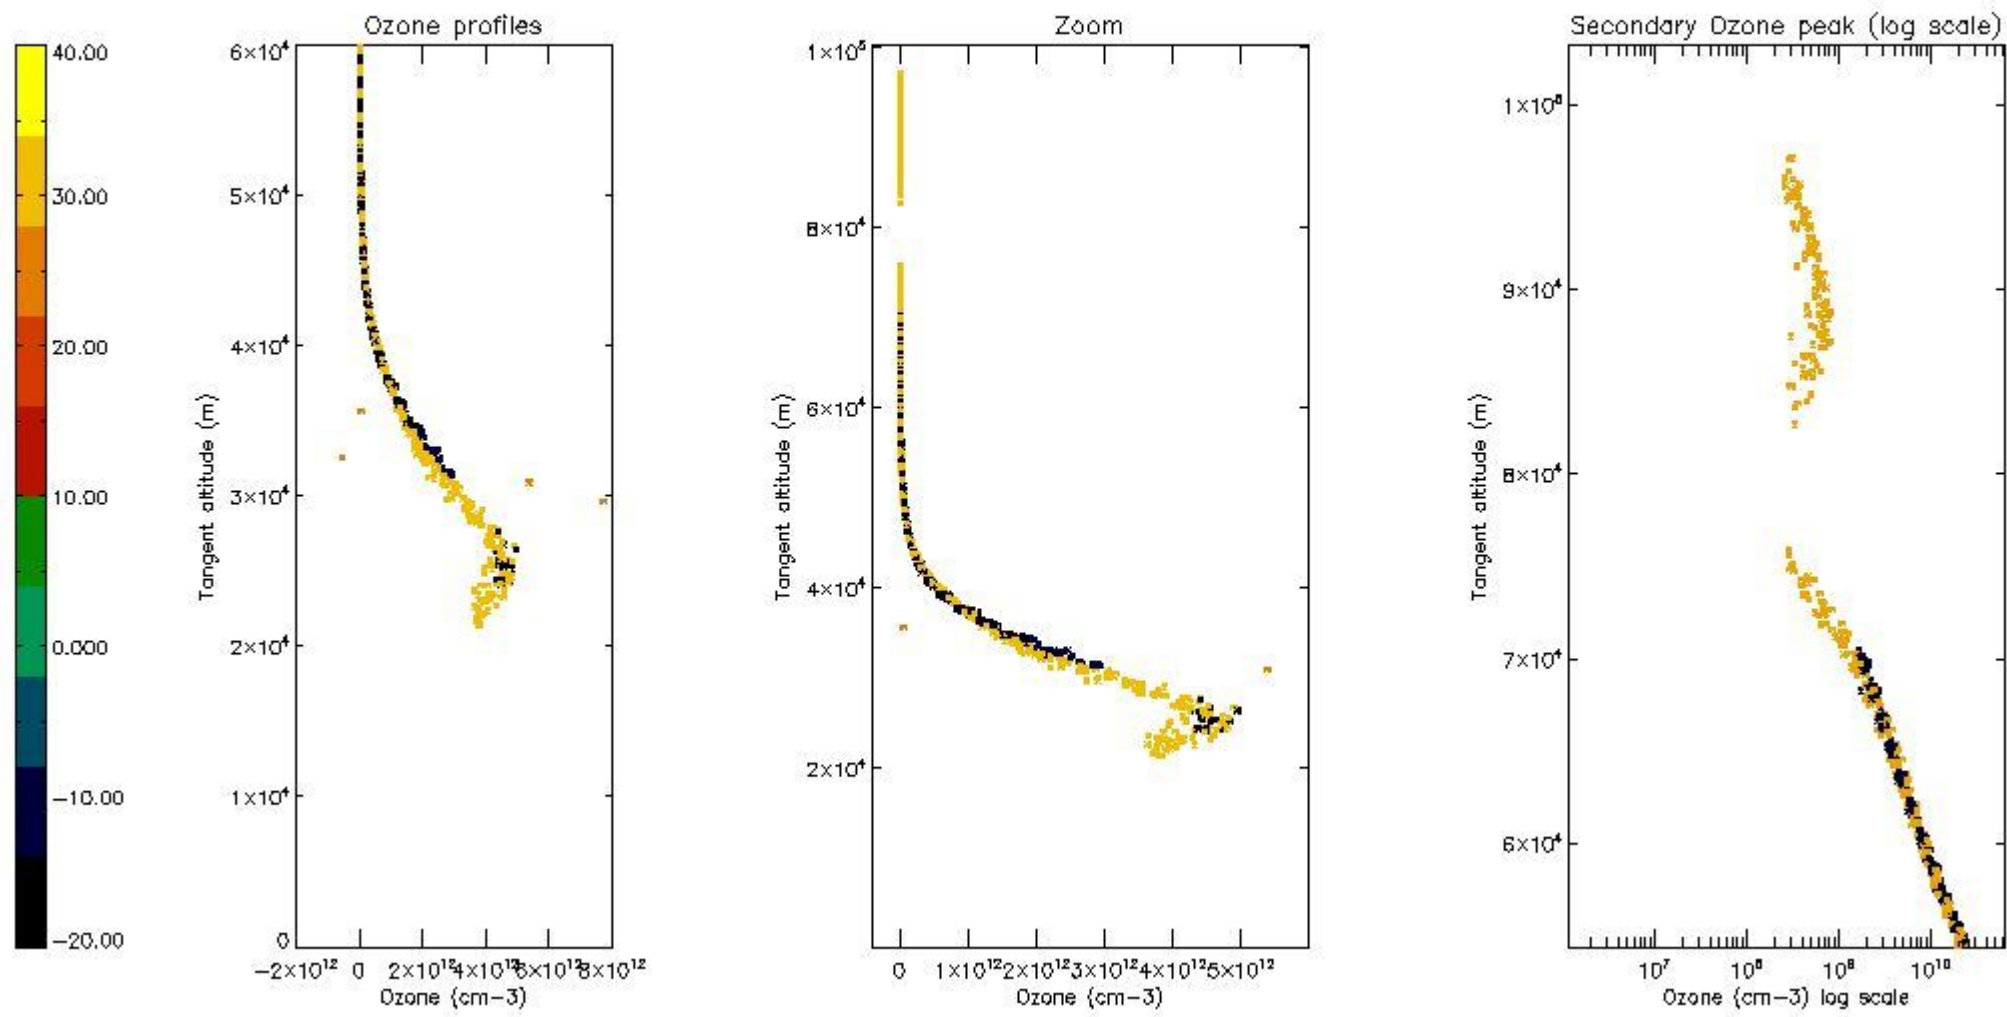 Ozone profiles
Zoom
Secondary Ozone peak (log scale)
40.00
30.00
20.00
10.00
0.000
−10.00
−20.00
6×10⁴
5×10⁴
4×10⁴
3×10⁴
2×10⁴
1×10⁴
0
Tangent altitude (m)
−2×10¹² 0 2×10¹² 4×10¹² 6×10¹² 8×10¹²
Ozone (cm−3)
1×10⁵
8×10⁴
6×10⁴
4×10⁴
2×10⁴
Tangent altitude (m)
0 1×10¹² 2×10¹² 3×10¹² 4×10¹² 5×10¹²
Ozone (cm−3)
9×10⁴
8×10⁴
7×10⁴
6×10⁴
Tangent altitude (m)
10⁷ 10⁹ 10¹⁰
Ozone (cm−3) log scale